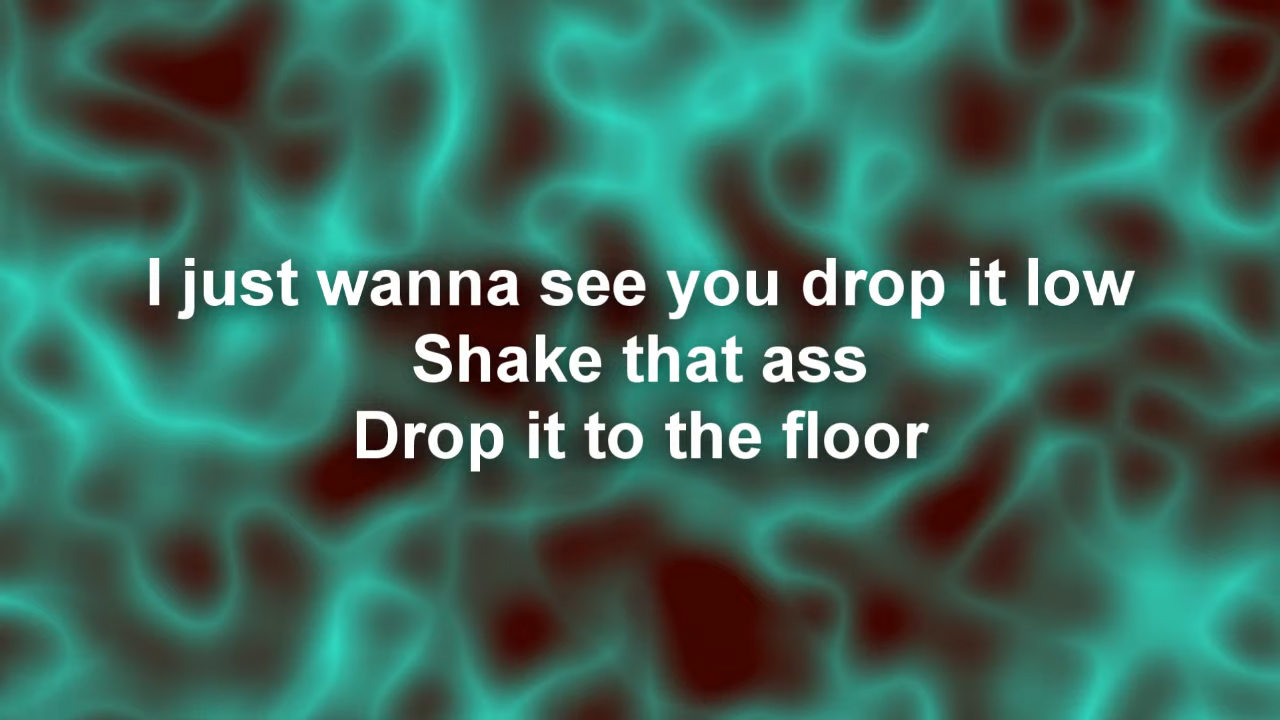 I just wanna see you drop it low
Shake that ass
Drop it to the floor